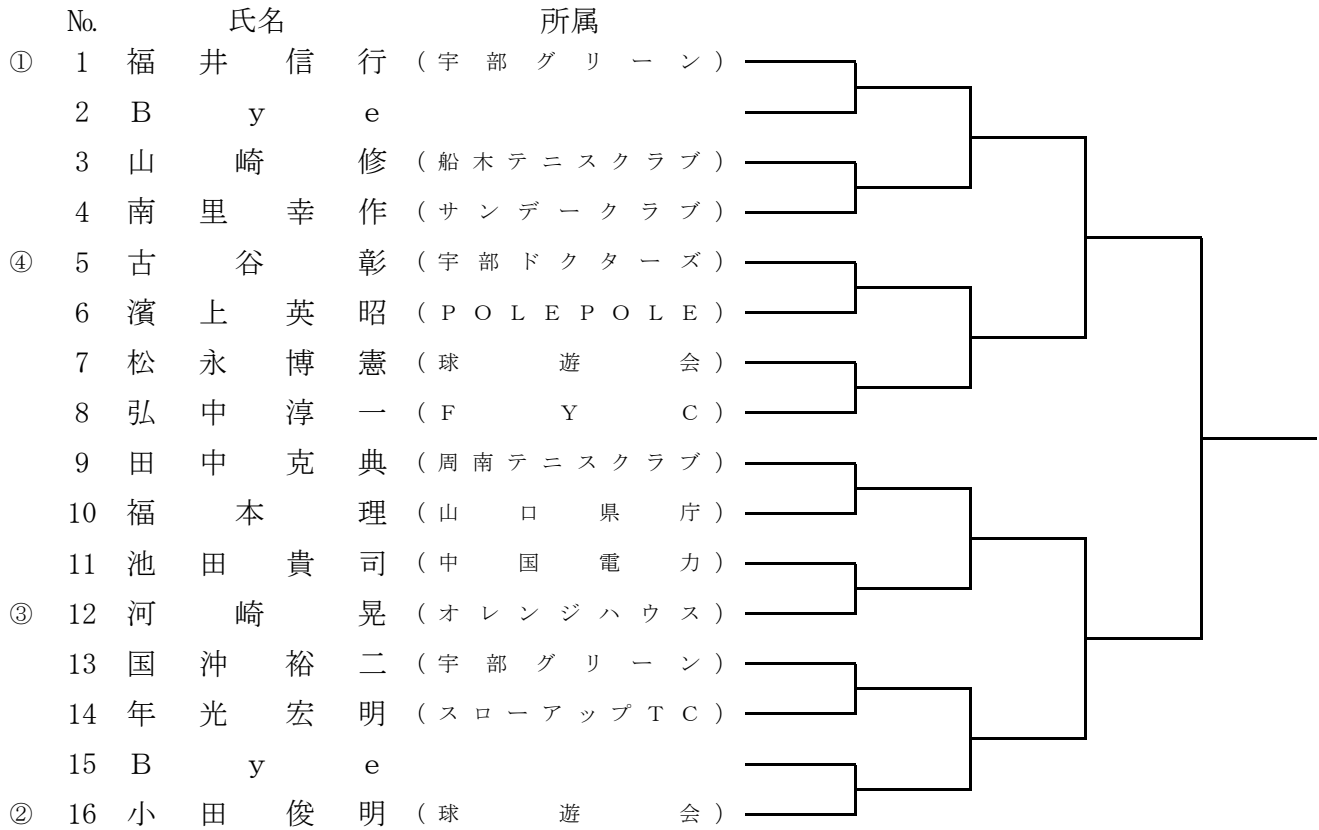 № 氏名 所属
① 1 福井信行 (宇部グリーン)
2 Bye
3 山崎修 (船木テニスクラブ)
4 南里幸作 (サンデークラブ)
④ 5 古谷彰 (宇部ドクターズ)
6 濱上英昭 (POLEPOLE)
7 松永博憲 (球遊会)
8 弘中淳一 (FYC)
9 田中克典 (周南テニスクラブ)
10 福本理 (山口県庁)
11 池田貴司 (中国電力)
③ 12 河崎晃 (オレンジハウス)
13 国沖裕二 (宇部グリーン)
14 年光宏明 (スローアップTC)
15 Bye
② 16 小田俊明 (球遊会)